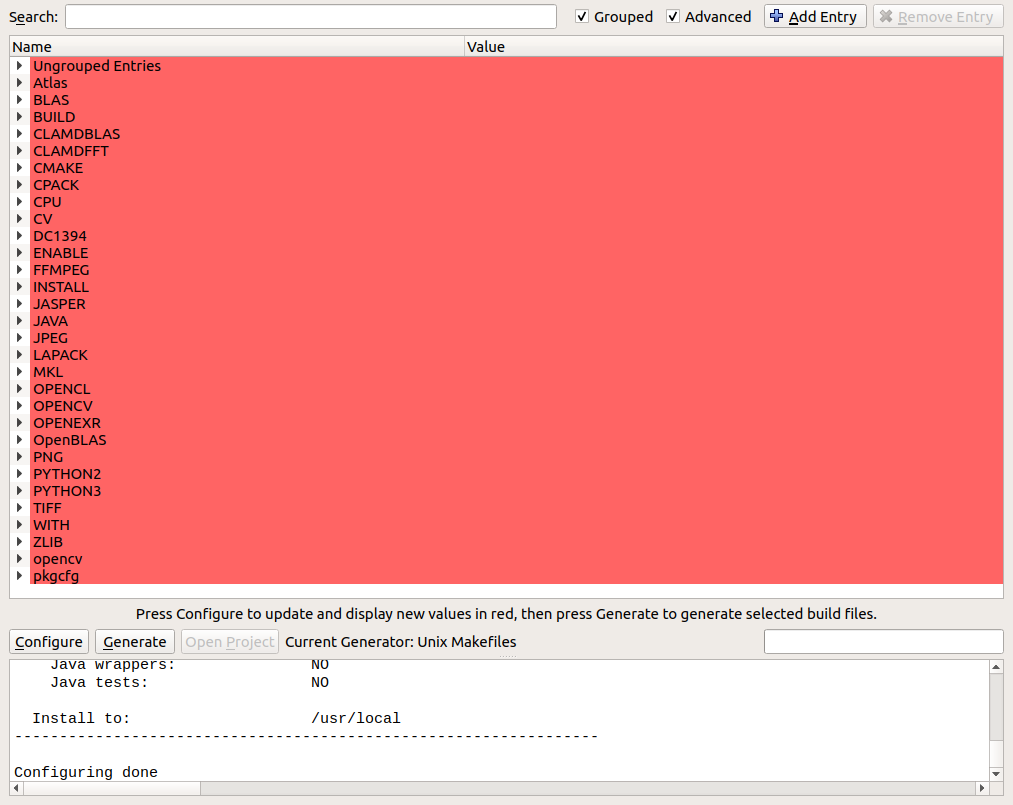 Search: Grouped Advanced Add Entry Remove Entry
Name Value
Ungrouped Entries
Atlas
BLAS
BUILD
CLAMDBLAS
CLAMDFFT
CMAKE
CPACK
CPU
CV
DC1394
ENABLE
FFMPEG
INSTALL
JASPER
JAVA
JPEG
LAPACK
MKL
OPENCL
OPENCV
OPENEXR
OpenBLAS
PNG
PYTHON2
PYTHON3
TIFF
WITH
ZLIB
opencv
pkgcfg
Press Configure to update and display new values in red, then press Generate to generate selected build files.
Configure Generate Open Project Current Generator: Unix Makefiles
Java wrappers: NO
Java tests: NO
Install to: /usr/local
-----------------------------------------------------------------
Configuring done